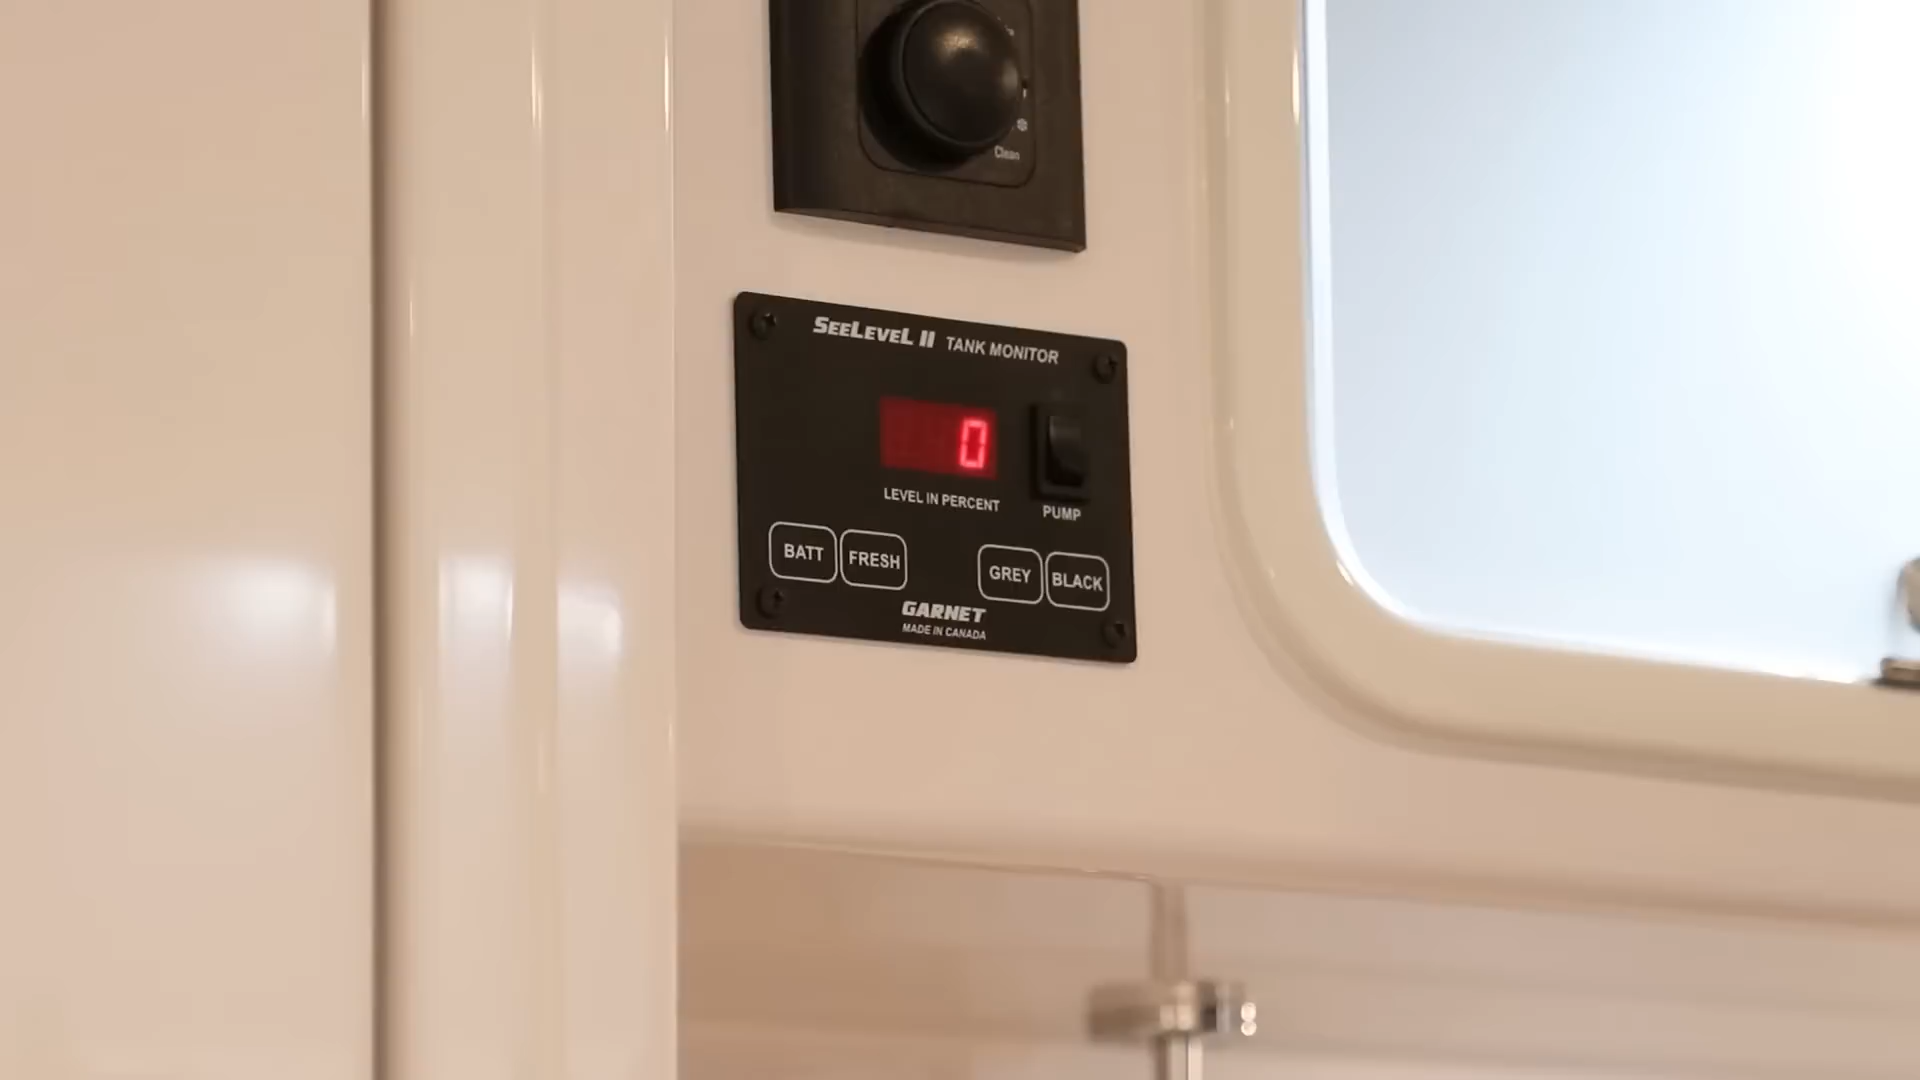 Clean
SEELEVEL II TANK MONITOR
0
LEVEL IN PERCENT
PUMP
BATT FRESH GREY BLACK
GARNET
MADE IN CANADA